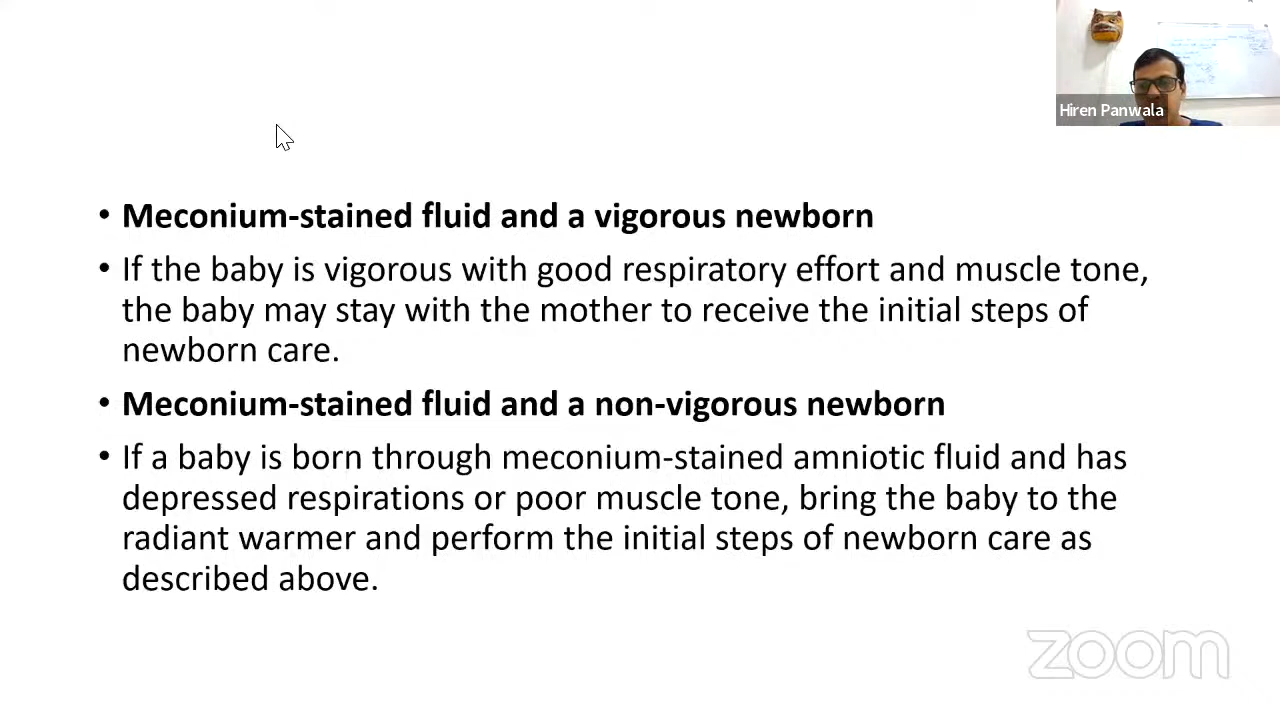 Hiren Panwala
• Meconium-stained fluid and a vigorous newborn
• If the baby is vigorous with good respiratory effort and muscle tone,
the baby may stay with the mother to receive the initial steps of
newborn care.
• Meconium-stained fluid and a non-vigorous newborn
• If a baby is born through meconium-stained amniotic fluid and has
depressed respirations or poor muscle tone, bring the baby to the
radiant warmer and perform the initial steps of newborn care as
described above.
zoom